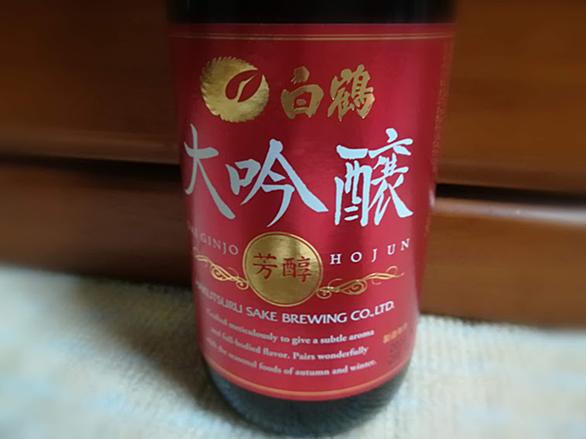 白鶴
大吟醸
GINJO
HOJUN
芳醇
SAKE BREWING CO., LTD.
Crafted meticulously to give a subtle aroma
and full-bodied flavor. Pairs wonderfully
with the seasonal foods of autumn and winter.